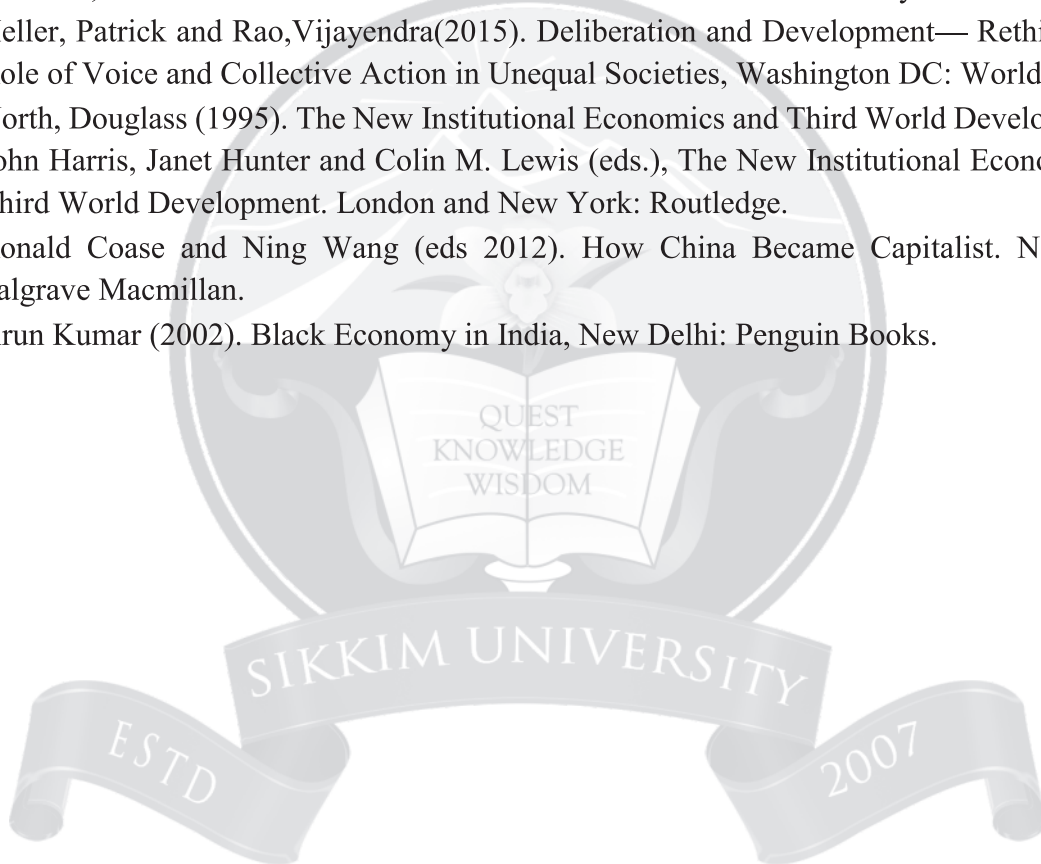 eller, Patrick and Rao,Vijayendra(2015). Deliberation and Development— Rethi
ole of Voice and Collective Action in Unequal Societies, Washington DC: World
orth, Douglass (1995). The New Institutional Economics and Third World Develo
ohn Harris, Janet Hunter and Colin M. Lewis (eds.), The New Institutional Econo
hird World Development. London and New York: Routledge.
onald Coase and Ning Wang (eds 2012). How China Became Capitalist. N
algrave Macmillan.
run Kumar (2002). Black Economy in India, New Delhi: Penguin Books.
QUEST
KNOWLEDGE
WISDOM
SIKKIM UNIVERSITY
ESTD
2007